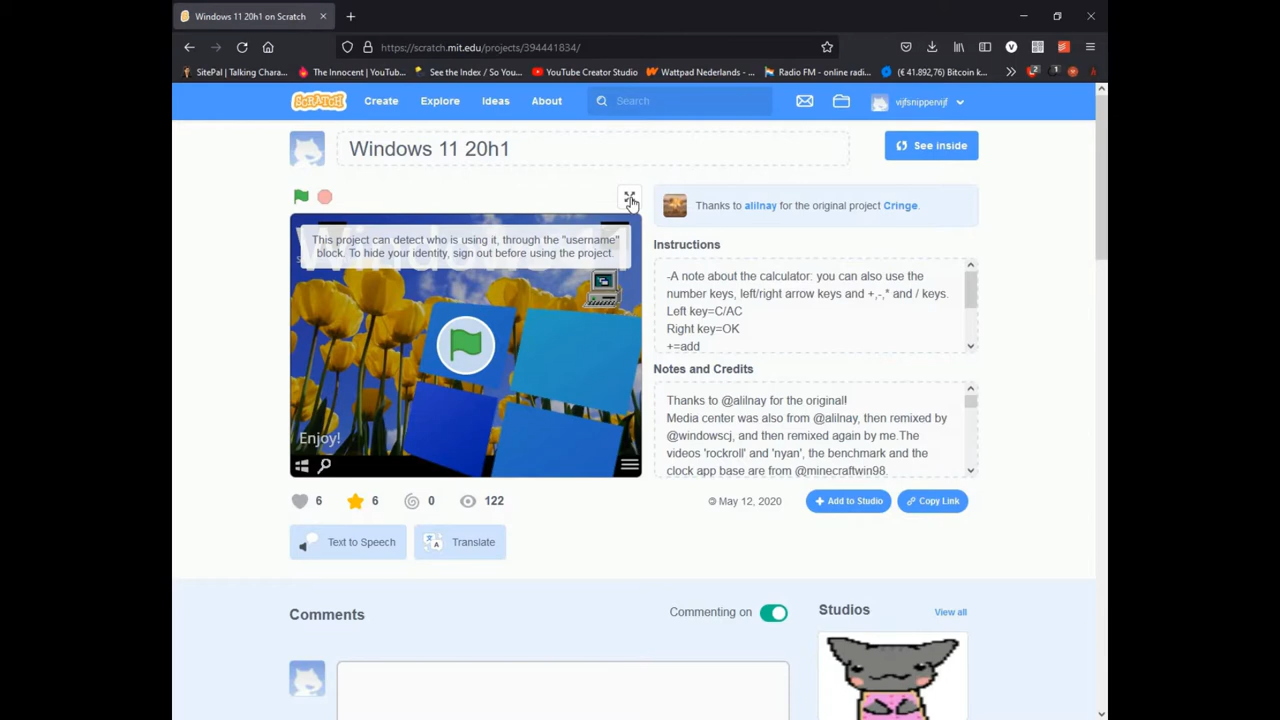 Windows 11 20h1 on Scratch
https://scratch.mit.edu/projects/394441834/
SitePal | Talking Chara...
The Innocent | YouTub...
See the Index / So You...
YouTube Creator Studio
Wattpad Nederlands - ...
Radio FM - online radi...
(€ 41.892,76) Bitcoin k...
2
1
SCRATCH
Create
Explore
Ideas
About
Search
vijfsnippervijf
Windows 11 20h1
See inside
This project can detect who is using it, through the "username"
block. To hide your identity, sign out before using the project.
Enjoy!
Thanks to alilnay for the original project Cringe.
Instructions
-A note about the calculator: you can also use the
number keys, left/right arrow keys and +,-,* and / keys.
Left key=C/AC
Right key=OK
+=add
Notes and Credits
Thanks to @alilnay for the original!
Media center was also from @alilnay, then remixed by
@windowscj, and then remixed again by me.The
videos 'rockroll' and 'nyan', the benchmark and the
clock app base are from @minecraftwin98.
6
6
0
122
© May 12, 2020
Add to Studio
Copy Link
Text to Speech
Translate
Comments
Commenting on
Studios
View all